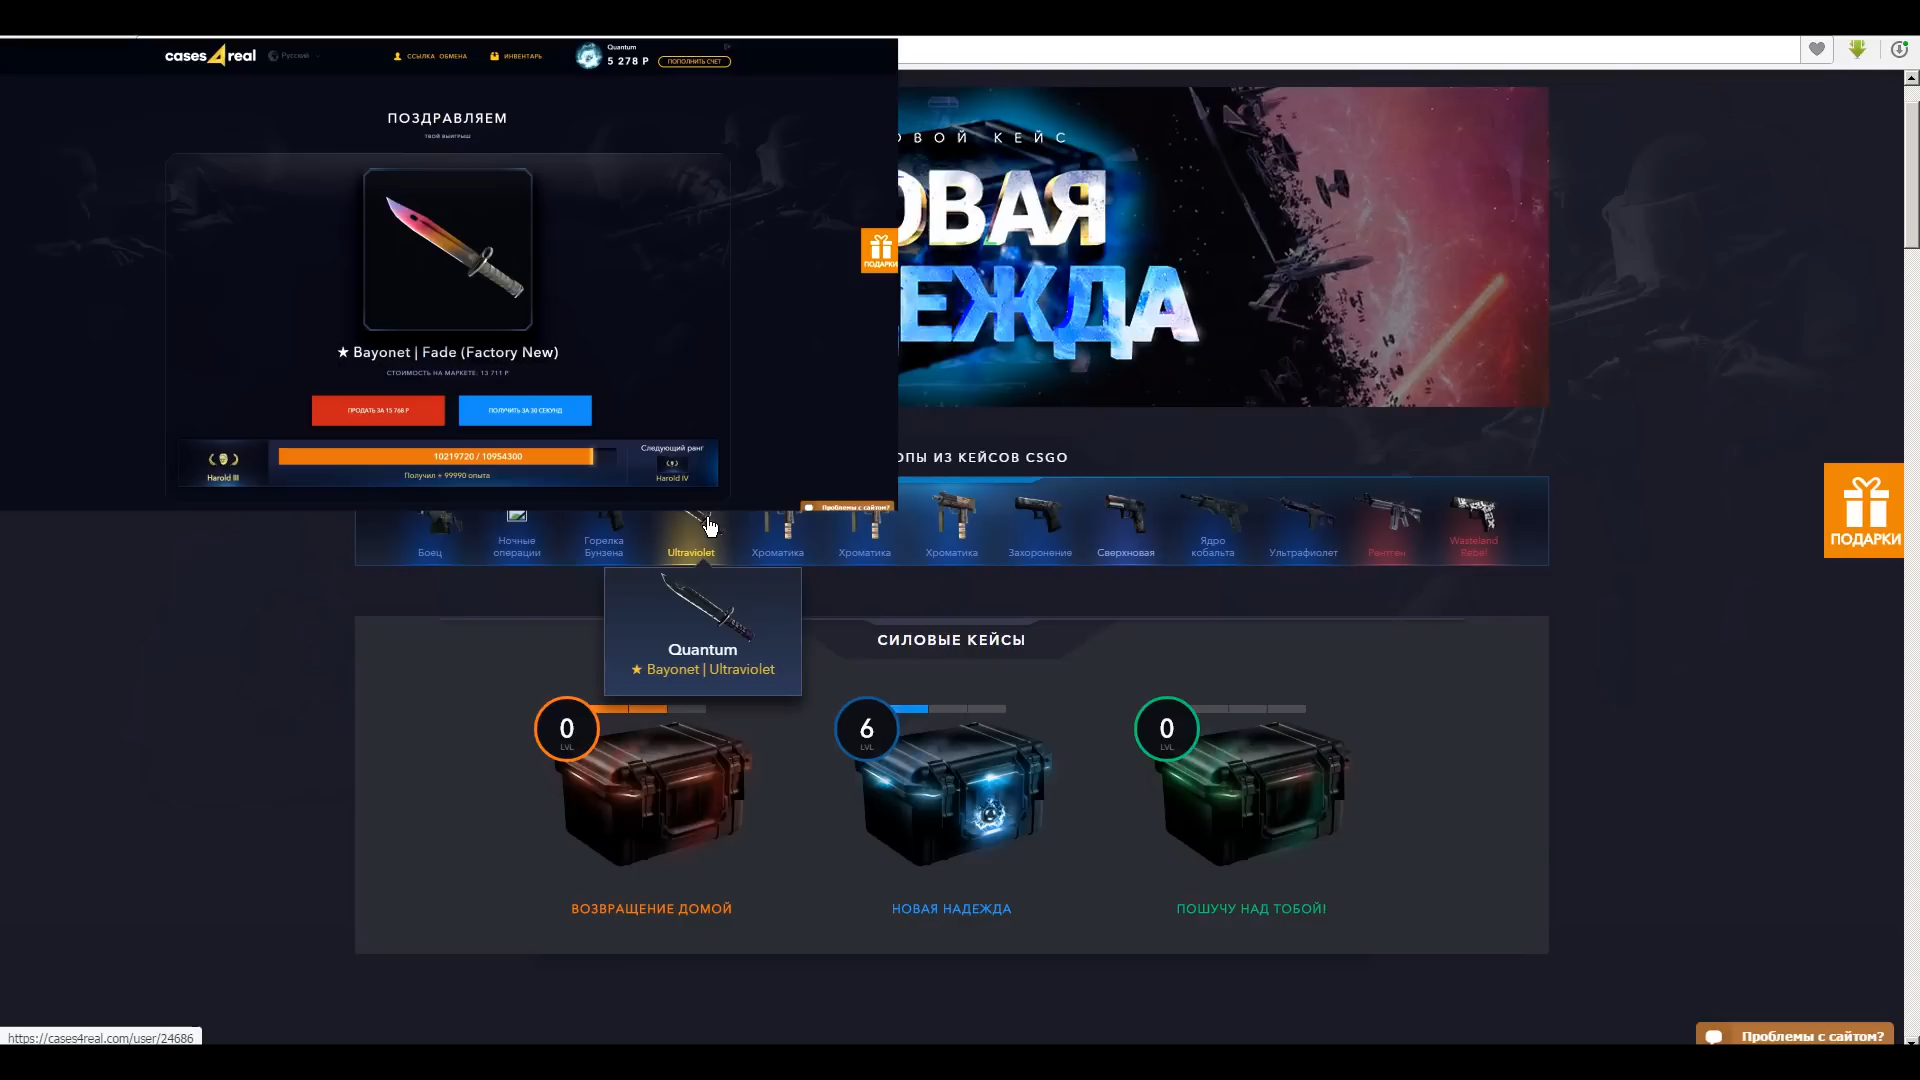 cases4real
Русский
ССЫЛКА ОБМЕНА
ИНВЕНТАРЬ
Quantum
5 278 Р
ПОПОЛНИТЬ СЧЕТ
ПОЗДРАВЛЯЕМ
ТВОЙ ВЫИГРЫШ
★ Bayonet | Fade (Factory New)
СТОИМОСТЬ НА МАРКЕТЕ: 13 711 Р
ПРОДАТЬ ЗА 15 768 Р
ПОЛУЧИТЬ ЗА 30 СЕКУНД
Harold III
10219720 / 10954300
Получил + 99990 опыта
Следующий ранг
Harold IV
ПОДАРКИ
Проблемы с сайтом?
ОВОЙ КЕЙС
ОВАЯ
ЕЖДА
ОПЫ ИЗ КЕЙСОВ CSGO
Боец
Ночные
операции
Горелка
Бунзена
Ultraviolet
Хроматика
Хроматика
Хроматика
Захоронение
Сверхновая
Ядро
кобальта
Ультрафиолет
Рентген
Wasteland
Rebel
ПОДАРКИ
Quantum
★ Bayonet | Ultraviolet
СИЛОВЫЕ КЕЙСЫ
0
LVL
6
LVL
0
LVL
ВОЗВРАЩЕНИЕ ДОМОЙ
НОВАЯ НАДЕЖДА
ПОШУЧУ НАД ТОБОЙ!
https://cases4real.com/user/24686
Проблемы с сайтом?